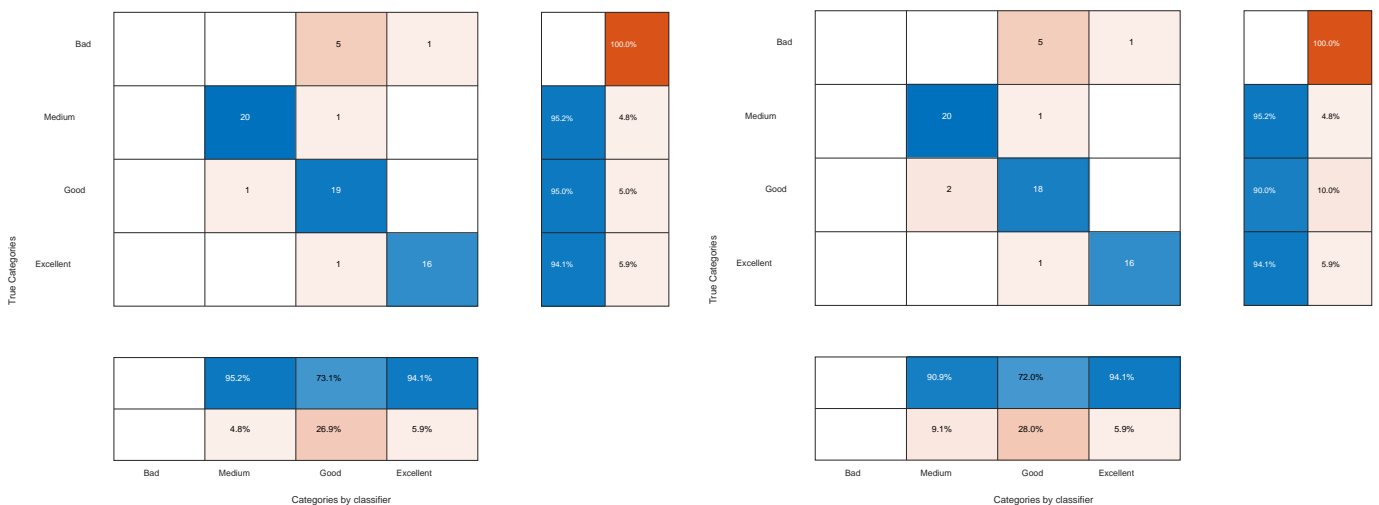 Bad 5 1 100.0%
Medium 20 1 95.2% 4.8%
Good 1 19 95.0% 5.0%
Excellent 1 16 94.1% 5.9%
True Categories
95.2% 73.1% 94.1%
4.8% 26.9% 5.9%
Bad Medium Good Excellent
Categories by classifier
Bad 5 1 100.0%
Medium 20 1 95.2% 4.8%
Good 2 18 90.0% 10.0%
Excellent 1 16 94.1% 5.9%
True Categories
90.9% 72.0% 94.1%
9.1% 28.0% 5.9%
Bad Medium Good Excellent
Categories by classifier